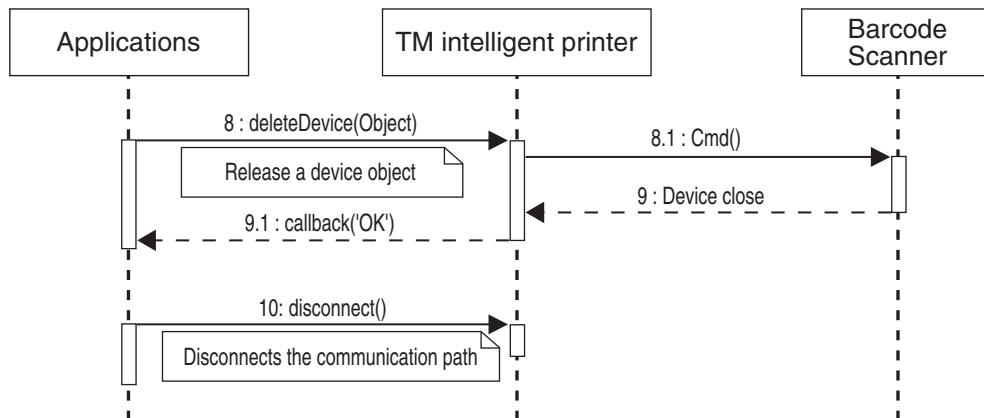 Applications
TM intelligent printer
Barcode
Scanner
8 : deleteDevice(Object)
8.1 : Cmd()
Release a device object
9 : Device close
9.1 : callback('OK')
10: disconnect()
Disconnects the communication path